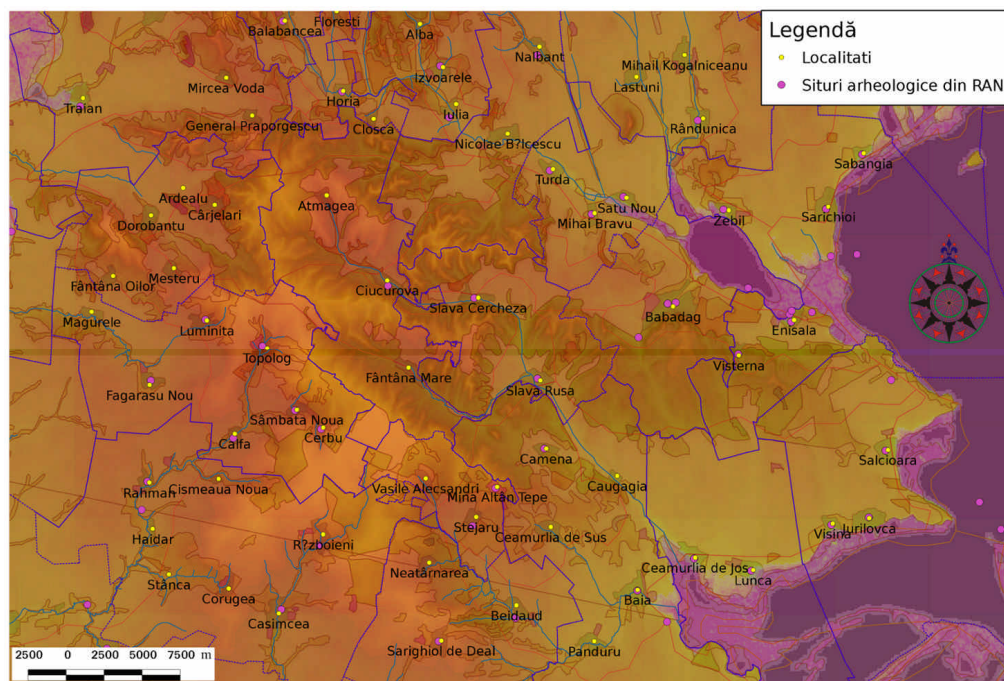 Legendă
Localitati
Situri arheologice din RAN
Floresti
Balabancea
Alba
Nalbant
Mihail Kogalniceanu
Izvoarele
Lastuni
Mircea Voda
Horia
Traian
Iulia
General Praporgescu
Closca
Rândunica
Nicolae B?lcescu
Sabangia
Turda
Ardealu
Cârjelari
Atmagea
Satu Nou
Mihai Bravu
Zebil
Sarichioi
Dorobantu
Mesteru
Fântâna Oilor
Ciucurova
Slava Cercheza
Babadag
Magurele
Luminita
Enisala
Topolog
Visterna
Fântâna Mare
Fagarasu Nou
Slava Rusa
Sâmbata Noua
Cerbu
Calfa
Camena
Salcioara
Rahman
Cismeaua Noua
Vasile Alecsandri
Mina Altân Tepe
Caugagia
Haidar
Stejaru
Ceamurlia de Sus
Visina
Jurilovca
R?zboieni
Neatârnarea
Ceamurlia de Jos
Lunca
Stânca
Corugea
Baia
Casimcea
Beidaud
Sarighiol de Deal
Panduru
2500 0 2500 5000 7500 m